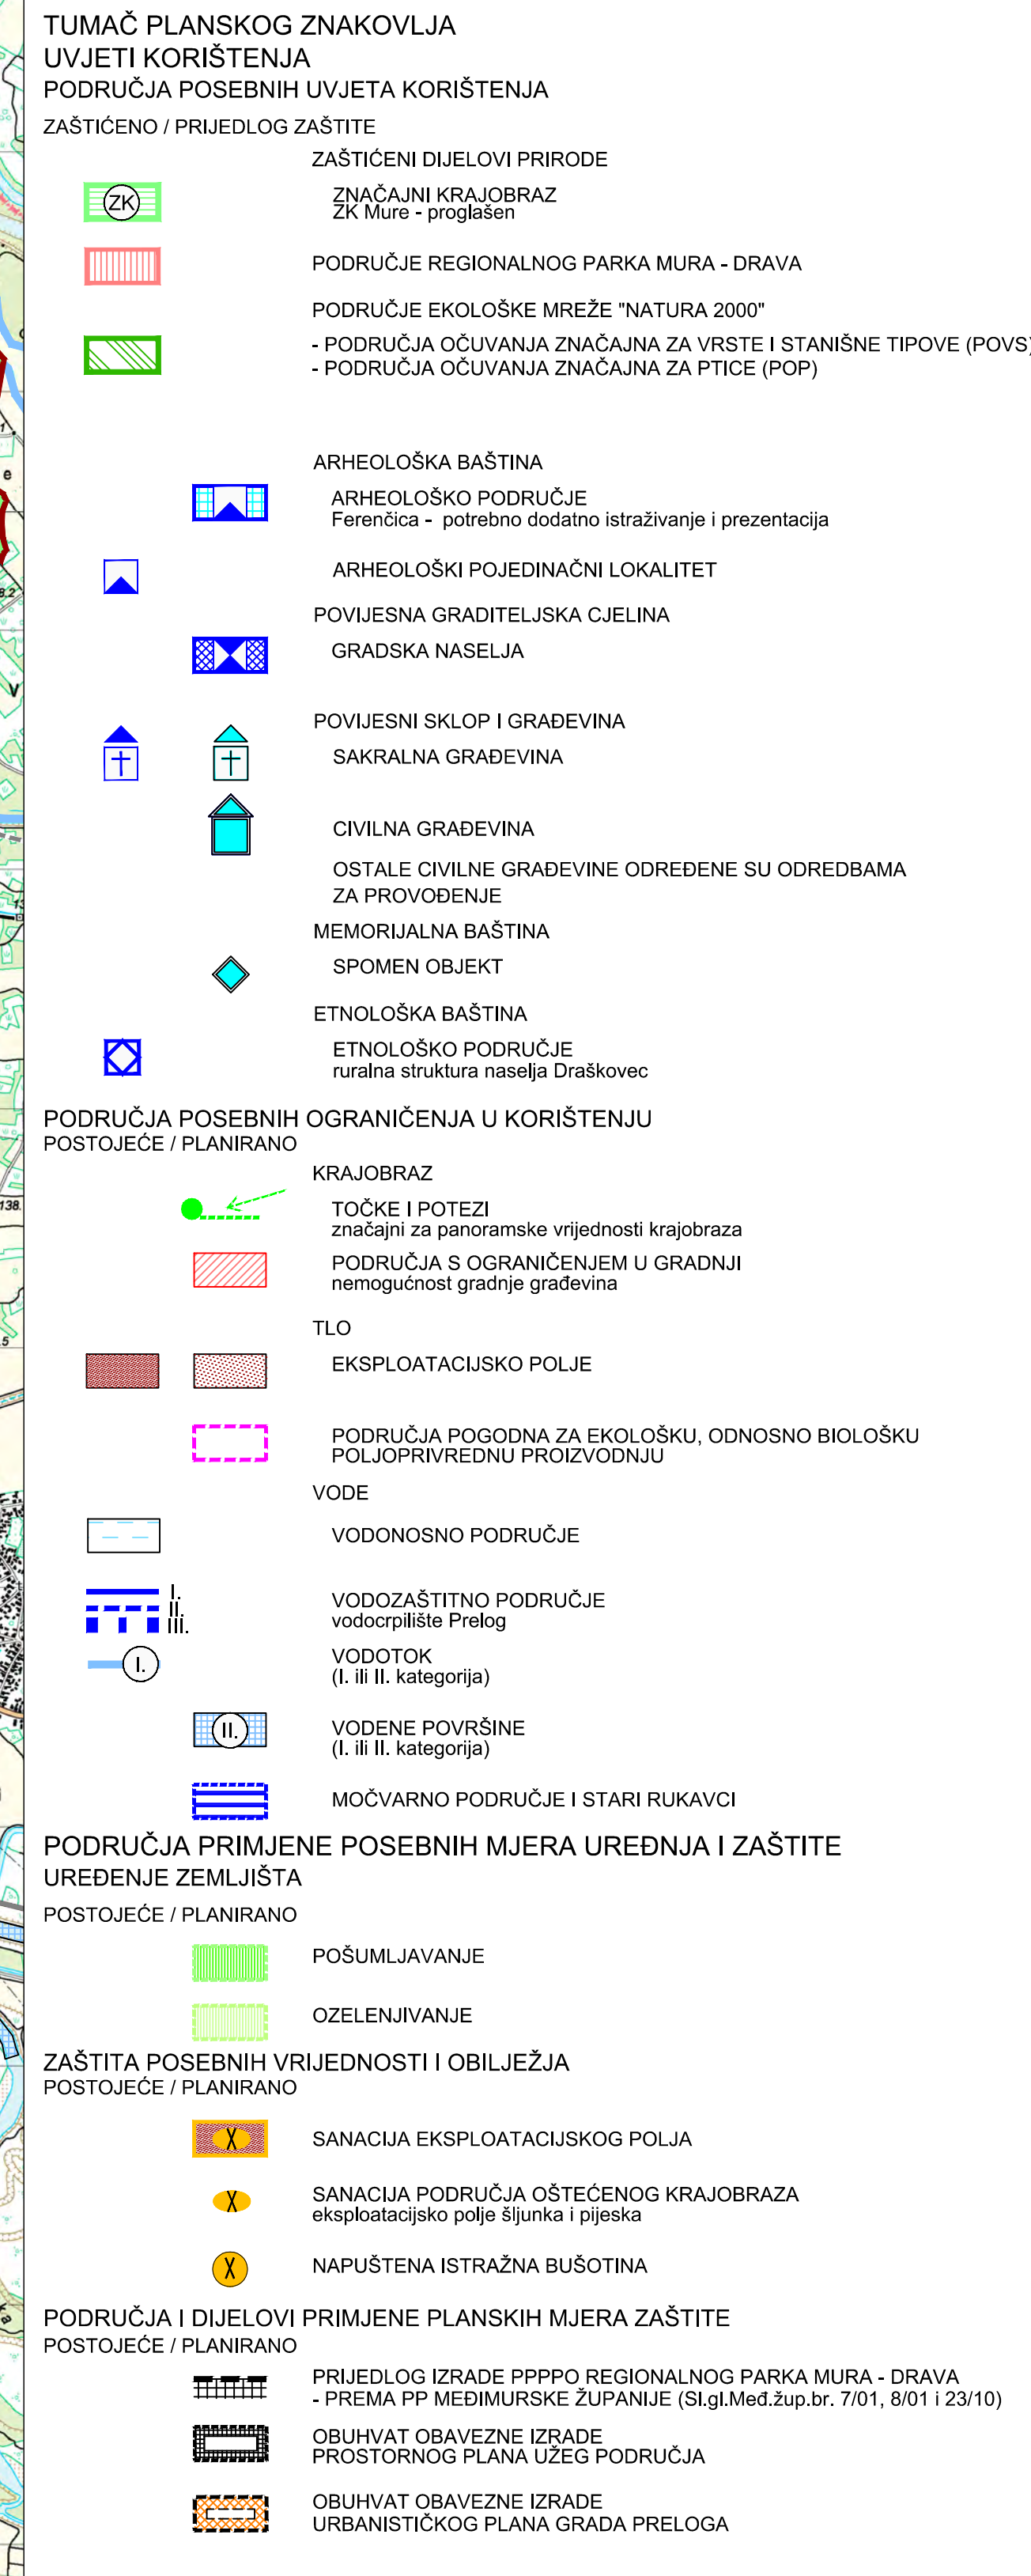 TUMAČ PLANSKOG ZNAKOVLJA
UVJETI KORIŠTENJA
PODRUČJA POSEBNIH UVJETA KORIŠTENJA
ZAŠTIĆENO / PRIJEDLOG ZAŠTITE
ZAŠTIĆENI DIJELOVI PRIRODE
ZK
ZNAČAJNI KRAJOBRAZ
ZK Mure - proglašen
PODRUČJE REGIONALNOG PARKA MURA - DRAVA
PODRUČJE EKOLOŠKE MREŽE "NATURA 2000"
- PODRUČJA OČUVANJA ZNAČAJNA ZA VRSTE I STANIŠNE TIPOVE (POVS)
- PODRUČJA OČUVANJA ZNAČAJNA ZA PTICE (POP)
ARHEOLOŠKA BAŠTINA
ARHEOLOŠKO PODRUČJE
Ferenčica - potrebno dodatno istraživanje i prezentacija
ARHEOLOŠKI POJEDINAČNI LOKALITET
POVIJESNA GRADITELJSKA CJELINA
GRADSKA NASELJA
POVIJESNI SKLOP I GRAĐEVINA
SAKRALNA GRAĐEVINA
CIVILNA GRAĐEVINA
OSTALE CIVILNE GRAĐEVINE ODREĐENE SU ODREDBAMA
ZA PROVOĐENJE
MEMORIJALNA BAŠTINA
SPOMEN OBJEKT
ETNOLOŠKA BAŠTINA
ETNOLOŠKO PODRUČJE
ruralna struktura naselja Draškovec
PODRUČJA POSEBNIH OGRANIČENJA U KORIŠTENJU
POSTOJEĆE / PLANIRANO
KRAJOBRAZ
TOČKE I POTEZI
značajni za panoramske vrijednosti krajobraza
PODRUČJA S OGRANIČENJEM U GRADNJI
nemogućnost gradnje građevina
TLO
EKSPLOATACIJSKO POLJE
PODRUČJA POGODNA ZA EKOLOŠKU, ODNOSNO BIOLOŠKU
POLJOPRIVREDNU PROIZVODNJU
VODE
VODONOSNO PODRUČJE
I.
II.
III.
VODOZAŠTITNO PODRUČJE
vodocrpilište Prelog
I.
VODOTOK
(I. ili II. kategorija)
II.
VODENE POVRŠINE
(I. ili II. kategorija)
MOČVARNO PODRUČJE I STARI RUKAVCI
PODRUČJA PRIMJENE POSEBNIH MJERA UREĐNJA I ZAŠTITE
UREĐENJE ZEMLJIŠTA
POSTOJEĆE / PLANIRANO
POŠUMLJAVANJE
OZELENJIVANJE
ZAŠTITA POSEBNIH VRIJEDNOSTI I OBILJEŽJA
POSTOJEĆE / PLANIRANO
SANACIJA EKSPLOATACIJSKOG POLJA
SANACIJA PODRUČJA OŠTEĆENOG KRAJOBRAZA
eksploatacijsko polje šljunka i pijeska
NAPUŠTENA ISTRAŽNA BUŠOTINA
PODRUČJA I DIJELOVI PRIMJENE PLANSKIH MJERA ZAŠTITE
POSTOJEĆE / PLANIRANO
PRIJEDLOG IZRADE PPPPO REGIONALNOG PARKA MURA - DRAVA
- PREMA PP MEĐIMURSKE ŽUPANIJE (Sl.gl.Međ.žup.br. 7/01, 8/01 i 23/10)
OBUHVAT OBAVEZNE IZRADE
PROSTORNOG PLANA UŽEG PODRUČJA
OBUHVAT OBAVEZNE IZRADE
URBANISTIČKOG PLANA GRADA PRELOGA